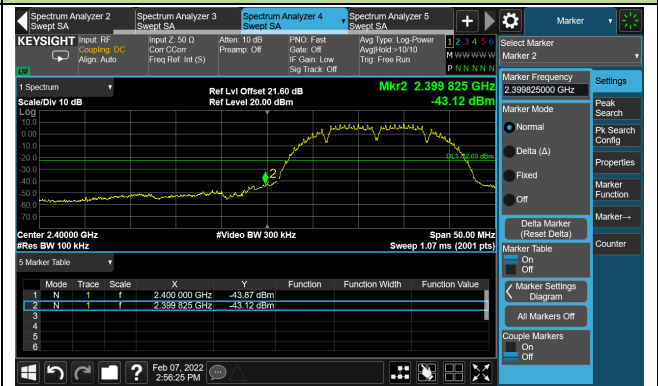 Spectrum Analyzer 2
Swept SA
Spectrum Analyzer 3
Swept SA
Spectrum Analyzer 4
Swept SA
Spectrum Analyzer 5
Swept SA
+
Marker
KEYSIGHT
Input: RF
Coupling: DC
Align: Auto
Input Z: 50 Ω
Corr CCorr
Freq Ref: Int (S)
Atten: 10 dB
Preamp: Off
PNO: Fast
Gate: Off
IF Gain: Low
Sig Track: Off
Avg Type: Log-Power
Avg|Hold:>10/10
Trig: Free Run
1 2 3 4 5 6
M W W W W W
P N N N N N
Select Marker
Marker 2
1 Spectrum
Scale/Div 10 dB
Ref Lvl Offset 21.60 dB
Ref Level 20.00 dBm
Mkr2 2.399 825 GHz
-43.12 dBm
Log
10.0
0.00
-10.0
-20.0
-30.0
-40.0
-50.0
-60.0
-70.0
2
Center 2.40000 GHz
#Res BW 100 kHz
#Video BW 300 kHz
Span 50.00 MHz
Sweep 1.07 ms (2001 pts)
5 Marker Table
Mode Trace Scale X Y Function Function Width Function Value
1 N 1 f 2.400 000 GHz -43.87 dBm
2 N 1 f 2.399 825 GHz -43.12 dBm
3
4
5
6
Marker Frequency
2.399825000 GHz
Marker Mode
Normal
Delta (Δ)
Fixed
Off
Delta Marker
(Reset Delta)
Marker Table
On
Off
Marker Settings
Diagram
All Markers Off
Couple Markers
On
Off
Settings
Peak
Search
Pk Search
Config
Properties
Marker
Function
Marker→
Counter
?
Feb 07, 2022
2:56:25 PM